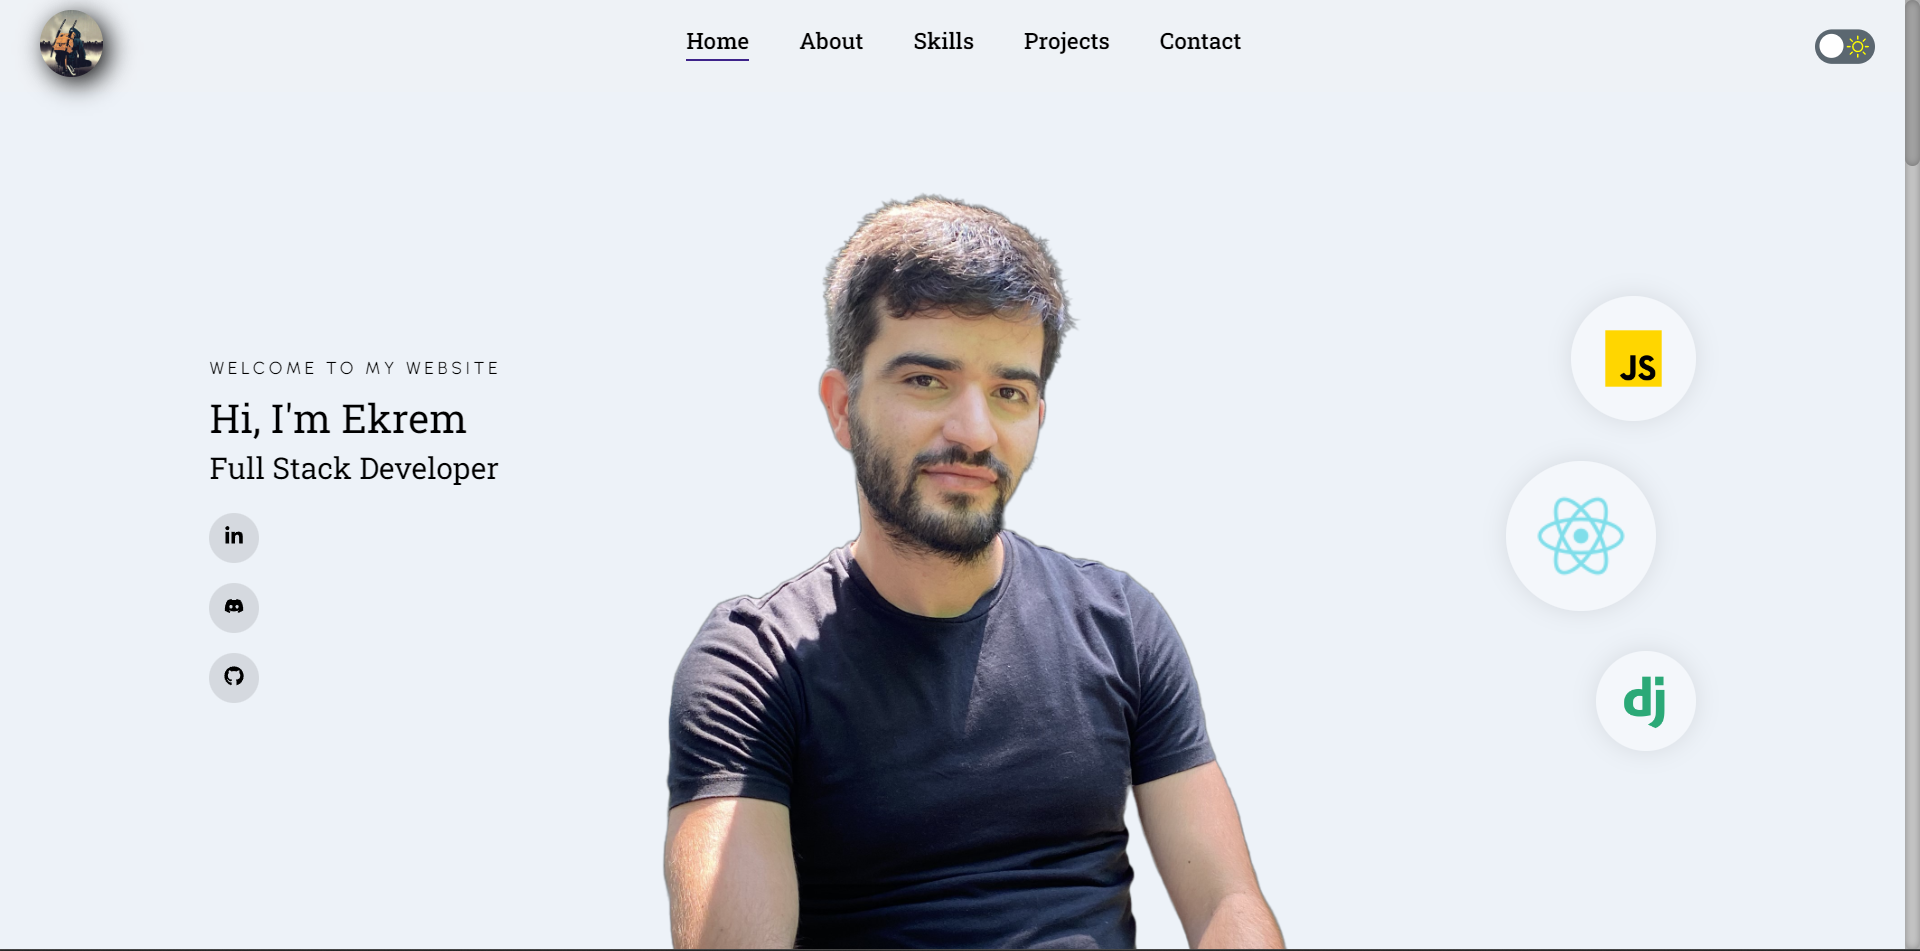 Home About Skills Projects Contact
WELCOME TO MY WEBSITE
Hi, I'm Ekrem
Full Stack Developer
in
JS
dj